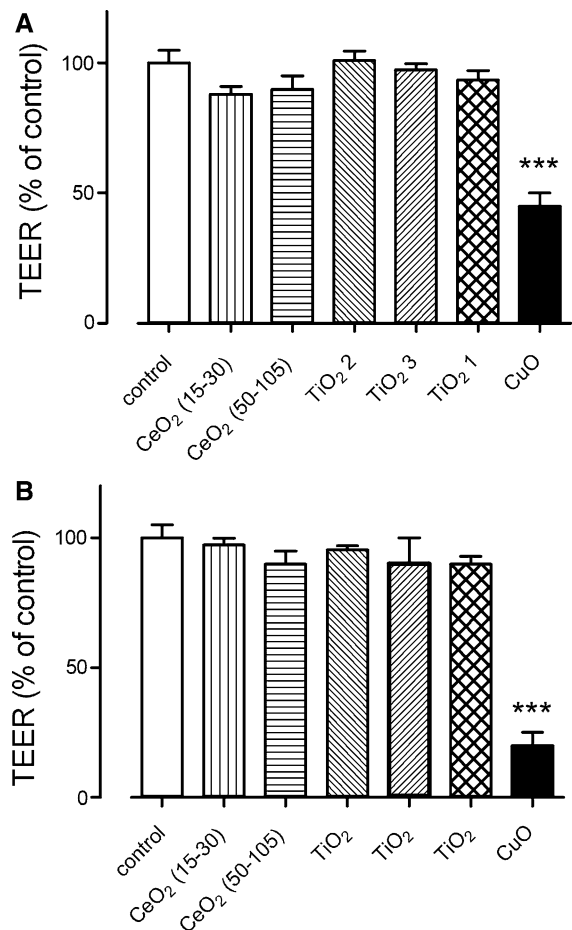 A
TEER (% of control)
100
50
0
***
control
CeO₂ (15-30)
CeO₂ (50-105)
TiO₂ 2
TiO₂ 3
TiO₂ 1
CuO
B
TEER (% of control)
100
50
0
***
control
CeO₂ (15-30)
CeO₂ (50-105)
TiO₂
TiO₂
TiO₂
CuO